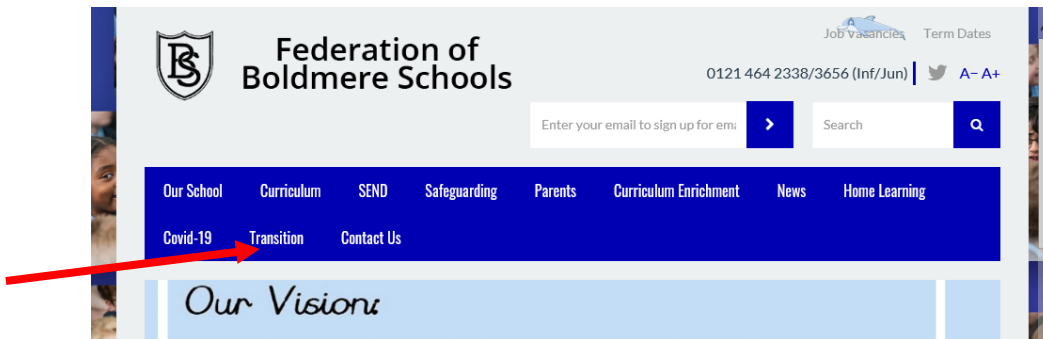 BS
Federation of
Boldmere Schools
Job Vacancies Term Dates
0121 464 2338/3656 (Inf/Jun) A- A+
Enter your email to sign up for ema
Search
Our School Curriculum SEND Safeguarding Parents Curriculum Enrichment News Home Learning
Covid-19 Transition Contact Us
Our Vision: